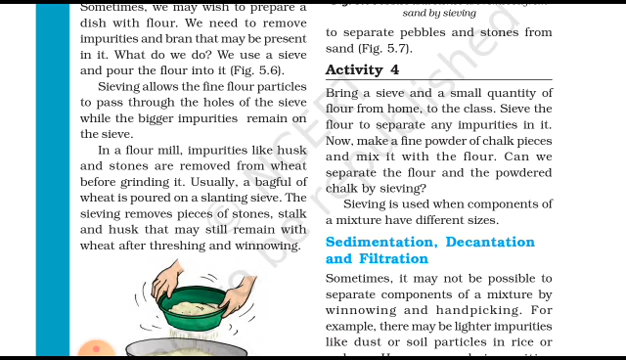 Sometimes, we may wish to prepare a
dish with flour. We need to remove
impurities and bran that may be present
in it. What do we do? We use a sieve
and pour the flour into it (Fig. 5.6).
Sieving allows the fine flour particles
to pass through the holes of the sieve
while the bigger impurities remain on
the sieve.
In a flour mill, impurities like husk
and stones are removed from wheat
before grinding it. Usually, a bagful of
wheat is poured on a slanting sieve. The
sieving removes pieces of stones, stalk
and husk that may still remain with
wheat after threshing and winnowing.
sand by sieving
to separate pebbles and stones from
sand (Fig. 5.7).
Activity 4
Bring a sieve and a small quantity of
flour from home, to the class. Sieve the
flour to separate any impurities in it.
Now, make a fine powder of chalk pieces
and mix it with the flour. Can we
separate the flour and the powdered
chalk by sieving?
Sieving is used when components of
a mixture have different sizes.
Sedimentation, Decantation
and Filtration
Sometimes, it may not be possible to
separate components of a mixture by
winnowing and handpicking. For
example, there may be lighter impurities
like dust or soil particles in rice or
© NCERT
be republished